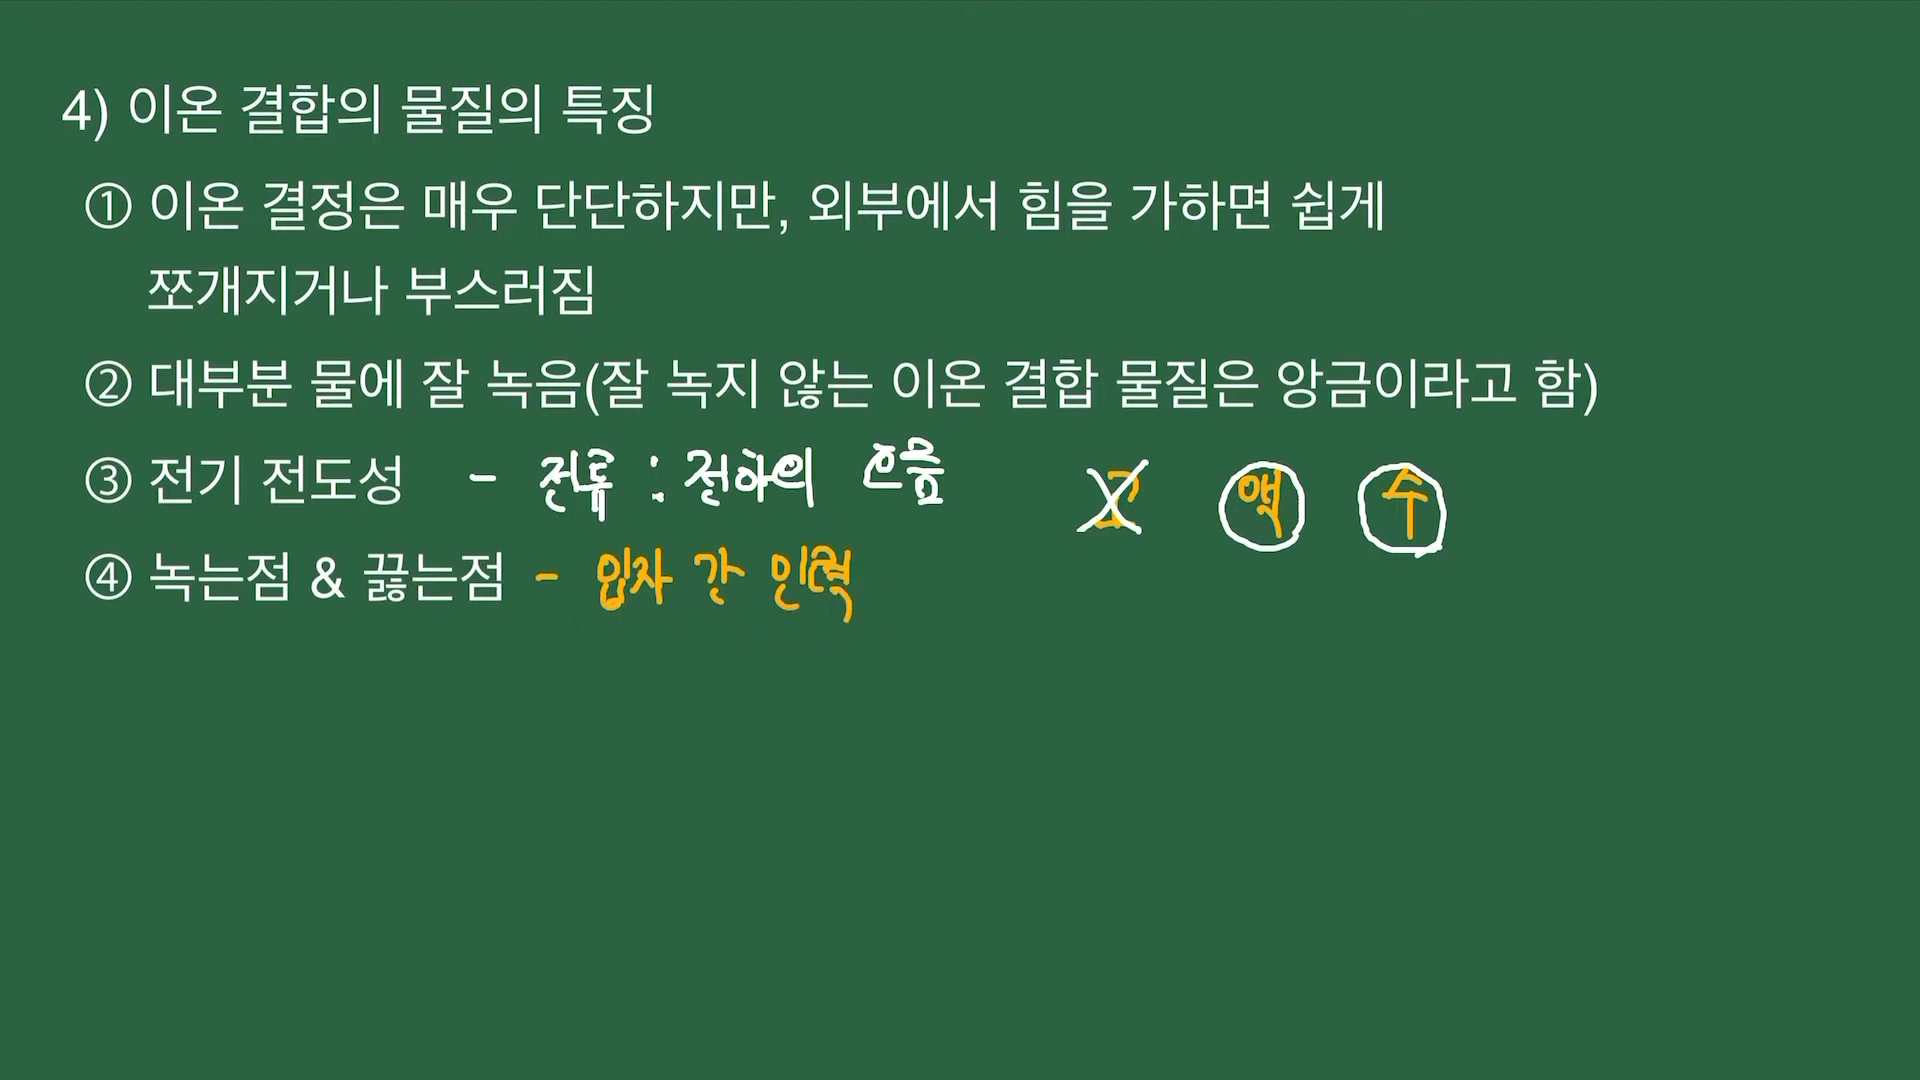 4) 이온 결합의 물질의 특징
① 이온 결정은 매우 단단하지만, 외부에서 힘을 가하면 쉽게
쪼개지거나 부스러짐
② 대부분 물에 잘 녹음(잘 녹지 않는 이온 결합 물질은 앙금이라고 함)
③ 전기 전도성 - 전류 : 전하의 흐름 고 액 수
④ 녹는점 & 끓는점 - 입자 간 인력